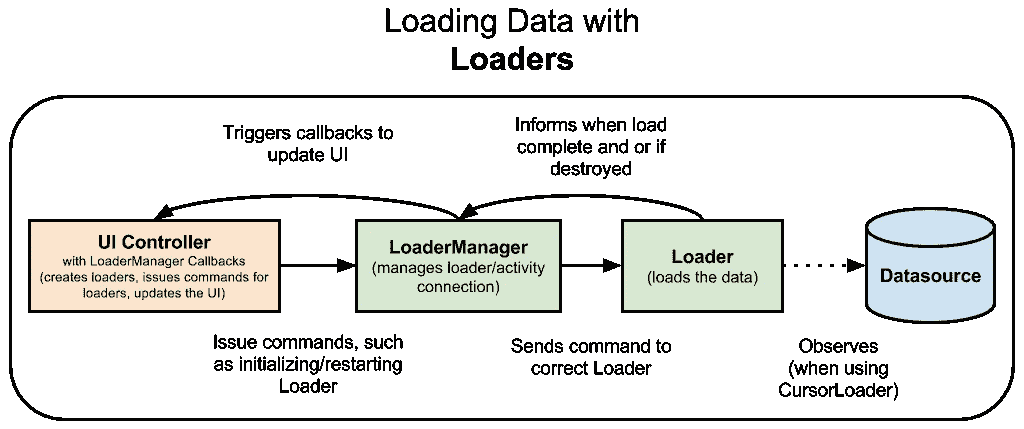 Loading Data with
Loaders
Triggers callbacks to
update UI
Informs when load
complete and or if
destroyed
UI Controller
with LoaderManager Callbacks
(creates loaders, issues commands for
loaders, updates the UI)
LoaderManager
(manages loader/activity
connection)
Loader
(loads the data)
Datasource
Issue commands, such
as initializing/restarting
Loader
Sends command to
correct Loader
Observes
(when using
CursorLoader)